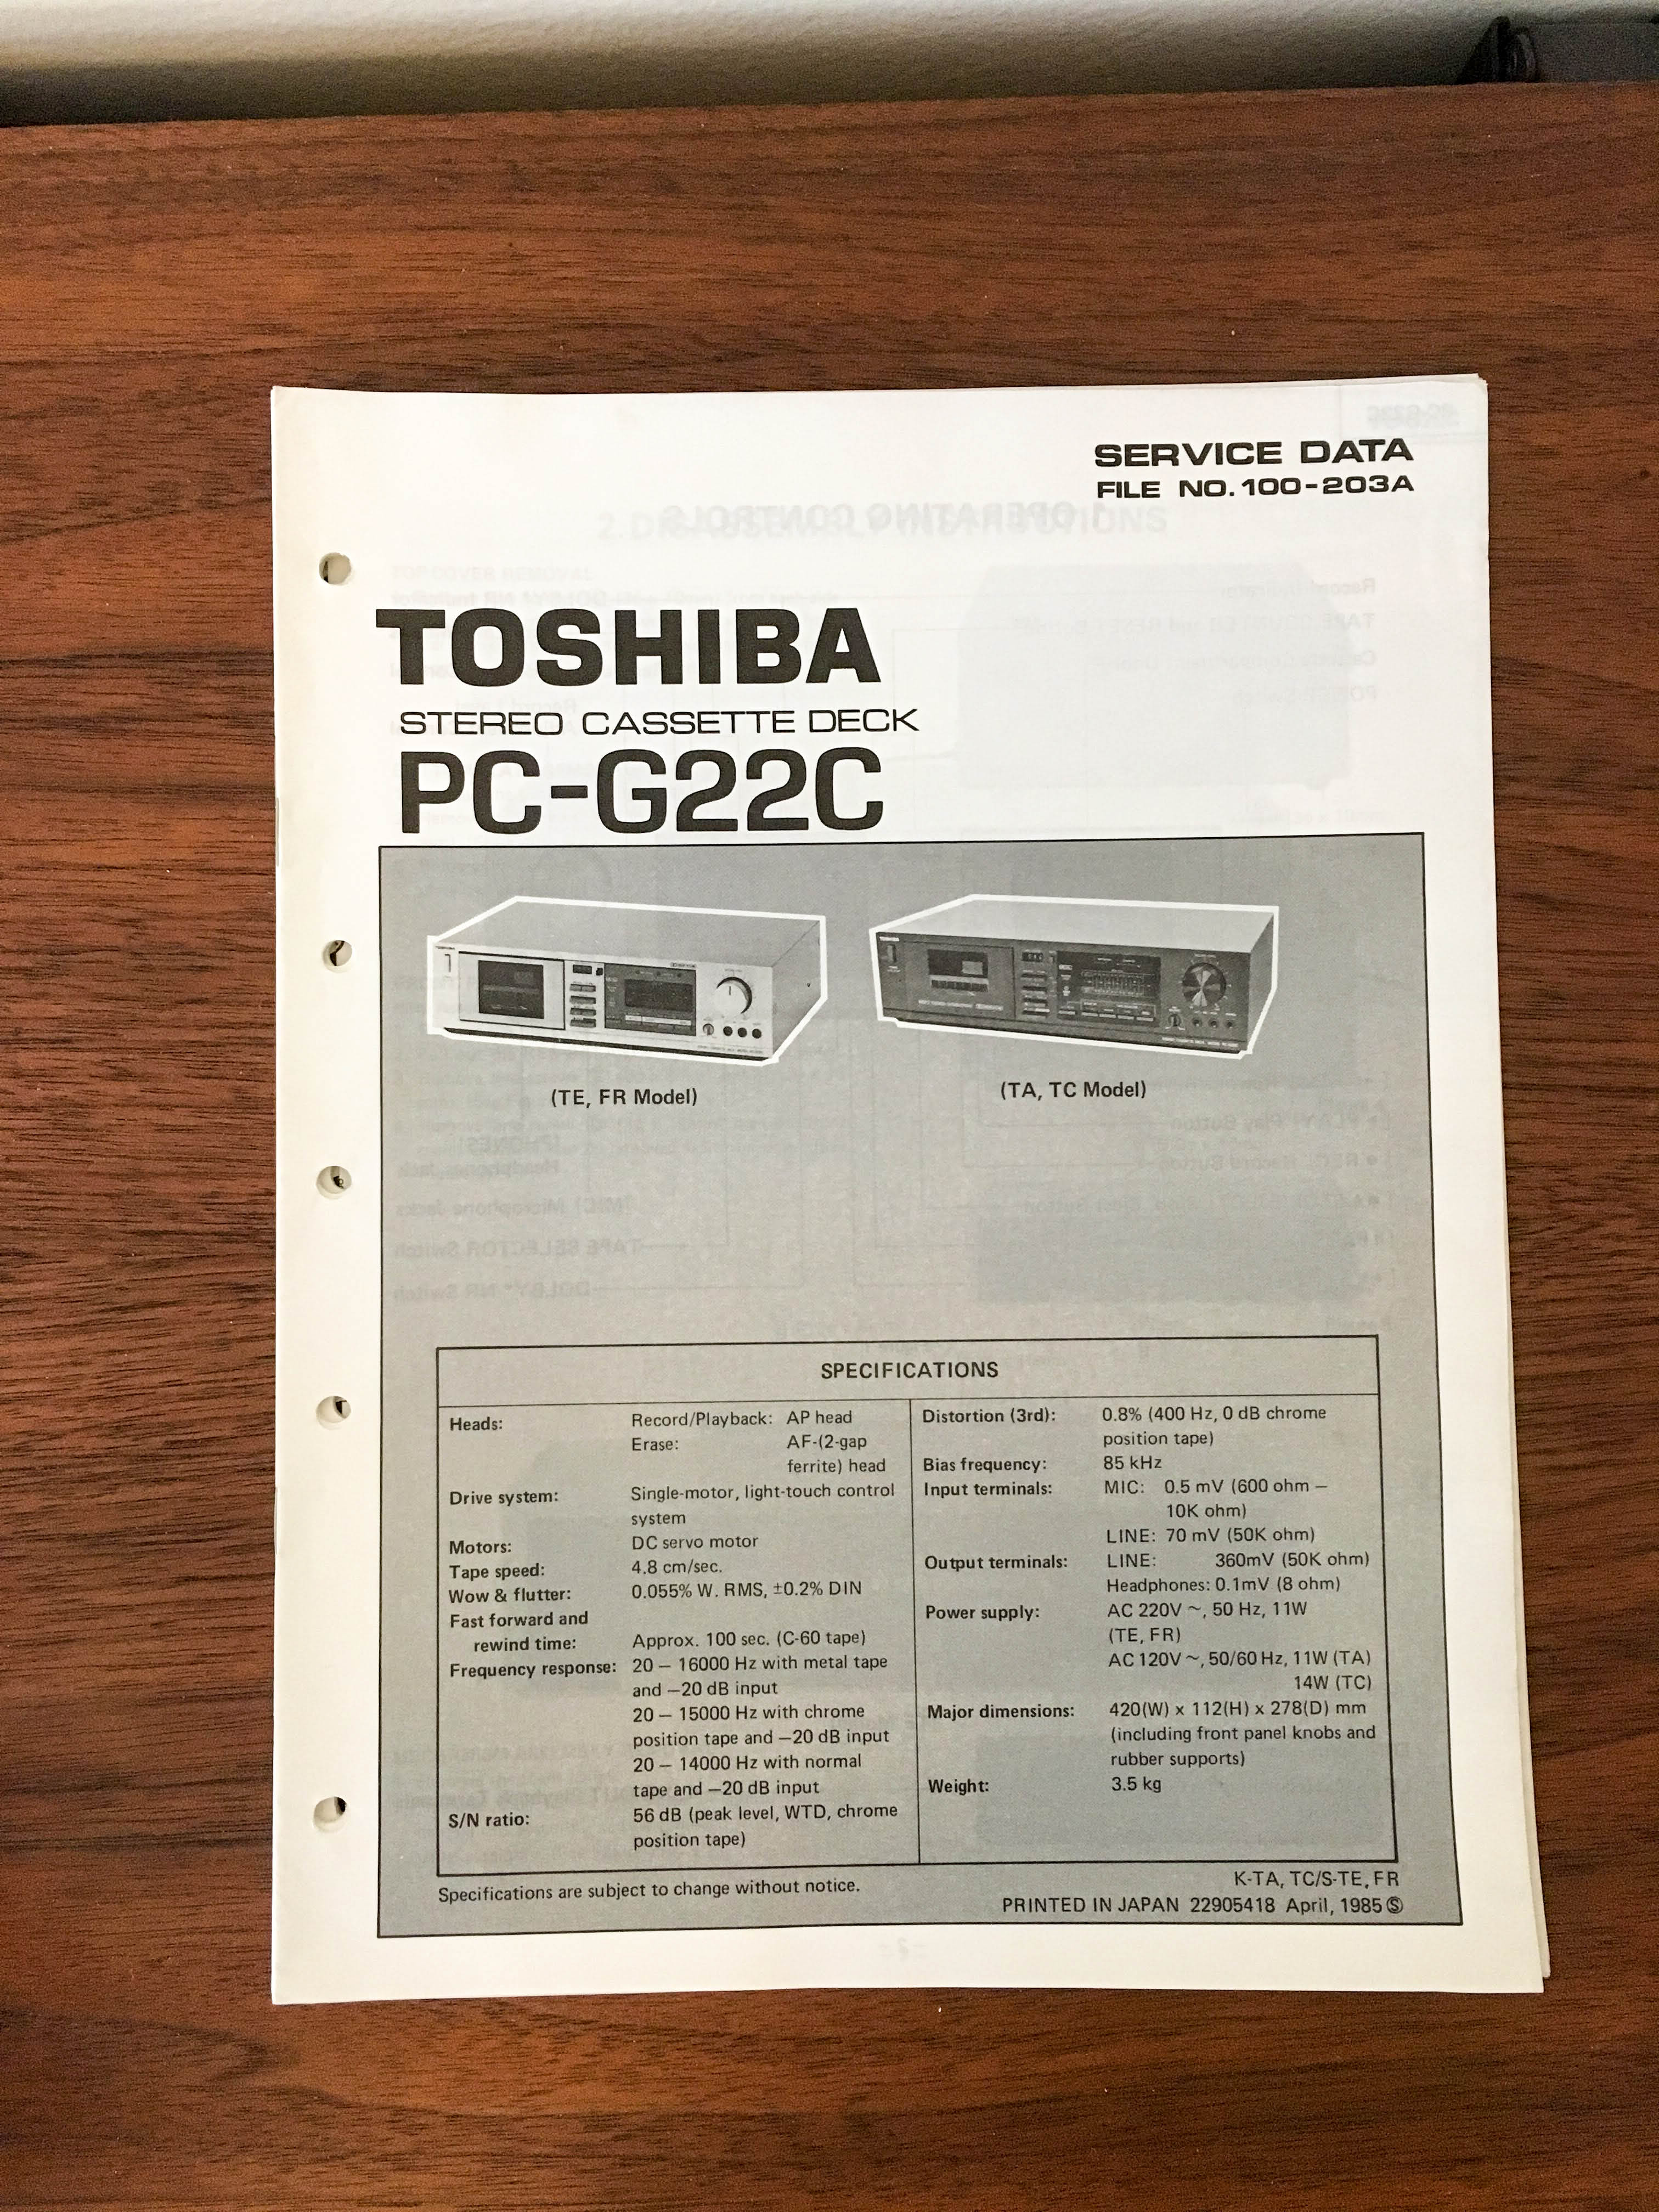 SERVICE DATA
FILE NO. 100-203A
TOSHIBA
STEREO CASSETTE DECK
PC-G22C
(TE, FR Model)
(TA, TC Model)
SPECIFICATIONS
Heads: Record/Playback: AP head
Erase: AF-(2-gap
ferrite) head
Drive system: Single-motor, light-touch control
system
Motors: DC servo motor
Tape speed: 4.8 cm/sec.
Wow & flutter: 0.055% W. RMS, ±0.2% DIN
Fast forward and
rewind time: Approx. 100 sec. (C-60 tape)
Frequency response: 20 – 16000 Hz with metal tape
and –20 dB input
20 – 15000 Hz with chrome
position tape and –20 dB input
20 – 14000 Hz with normal
tape and –20 dB input
S/N ratio: 56 dB (peak level, WTD, chrome
position tape)
Distortion (3rd): 0.8% (400 Hz, 0 dB chrome
position tape)
Bias frequency: 85 kHz
Input terminals: MIC: 0.5 mV (600 ohm –
10K ohm)
LINE: 70 mV (50K ohm)
Output terminals: LINE: 360mV (50K ohm)
Headphones: 0.1mV (8 ohm)
Power supply: AC 220V ~, 50 Hz, 11W
(TE, FR)
AC 120V ~, 50/60 Hz, 11W (TA)
14W (TC)
Major dimensions: 420(W) x 112(H) x 278(D) mm
(including front panel knobs and
rubber supports)
Weight: 3.5 kg
Specifications are subject to change without notice.
K-TA, TC/S-TE, FR
PRINTED IN JAPAN 22905418 April, 1985 Ⓢ